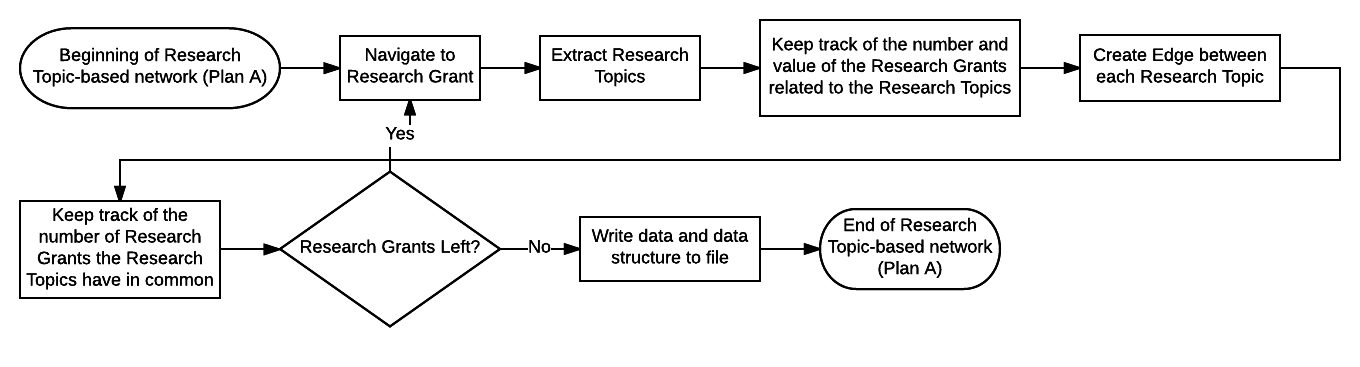 Beginning of Research
Topic-based network (Plan A)
Navigate to
Research Grant
Extract Research
Topics
Keep track of the number and
value of the Research Grants
related to the Research Topics
Create Edge between
each Research Topic
Yes
Keep track of the
number of Research
Grants the Research
Topics have in common
Research Grants Left?
No
Write data and data
structure to file
End of Research
Topic-based network
(Plan A)